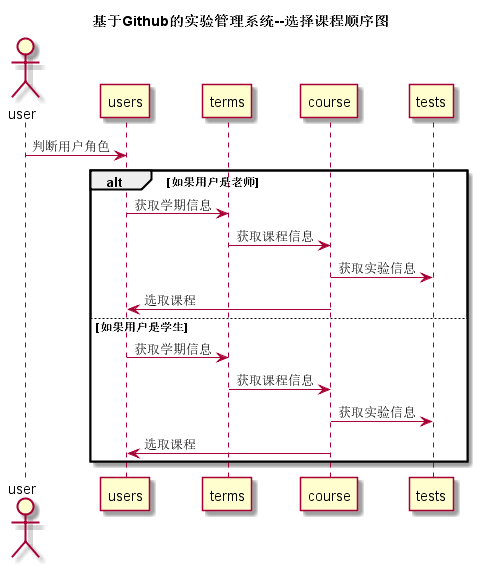 基于Github的实验管理系统--选择课程顺序图
user
users
terms
course
tests
判断用户角色
alt
[如果用户是老师]
获取学期信息
获取课程信息
获取实验信息
选取课程
[如果用户是学生]
获取学期信息
获取课程信息
获取实验信息
选取课程
user
users
terms
course
tests